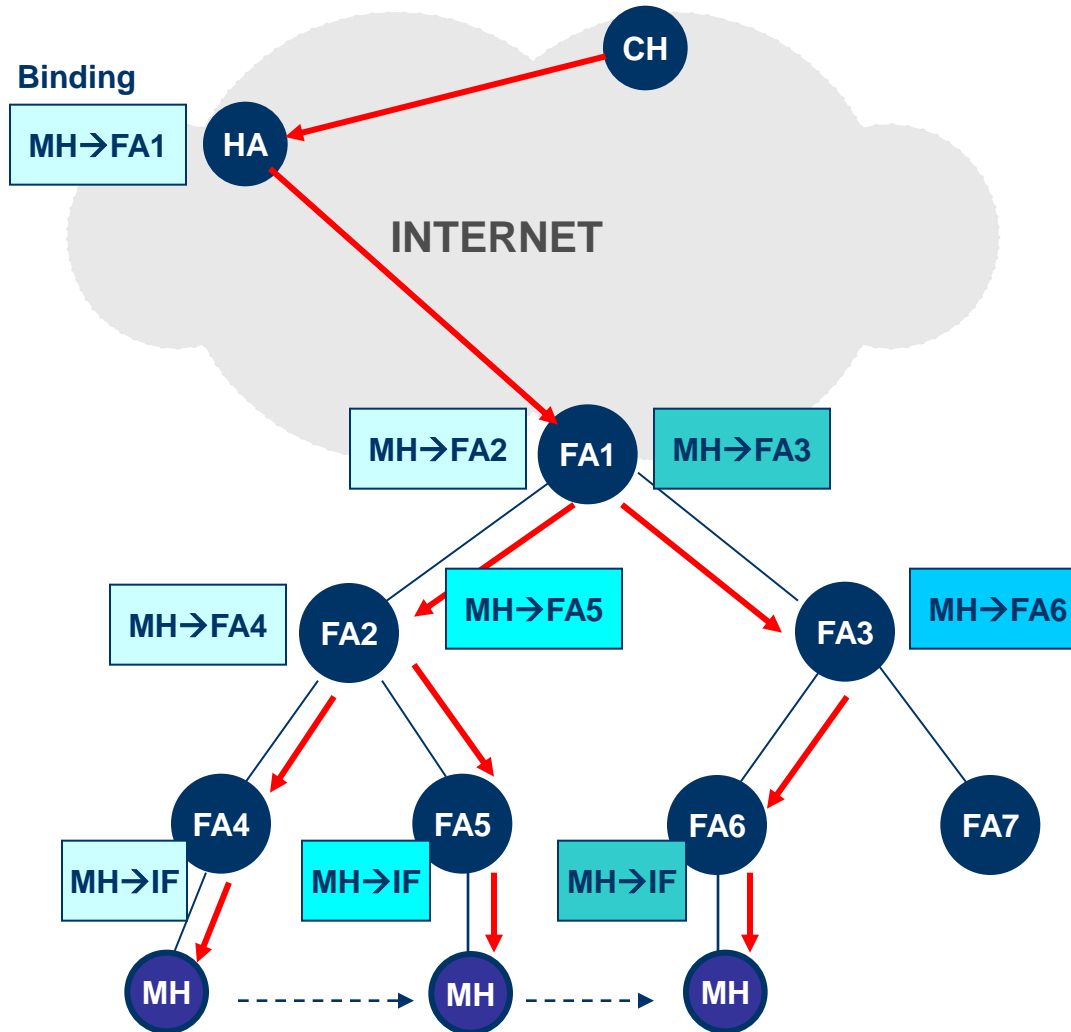 CH
Binding
MH→FA1
HA
INTERNET
MH→FA2
FA1
MH→FA3
MH→FA4
FA2
MH→FA5
FA3
MH→FA6
FA4
FA5
FA6
FA7
MH→IF
MH→IF
MH→IF
MH
MH
MH